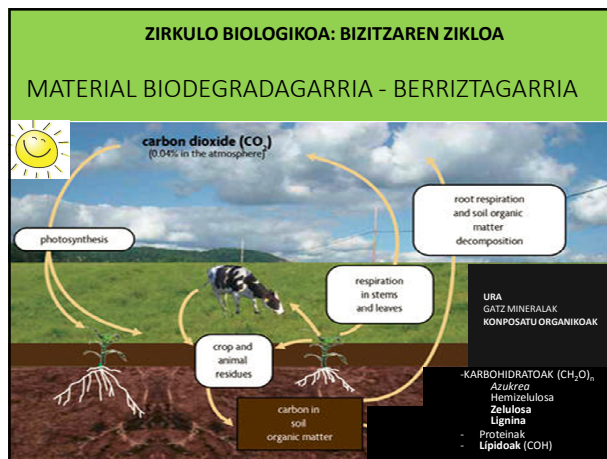 ZIRKULO BIOLOGIKOA: BIZITZAREN ZIKLOA
MATERIAL BIODEGRADAGARRIA - BERRIZTAGARRIA
carbon dioxide (CO₂)
(0.04% in the atmosphere)
root respiration
and soil organic
matter
decomposition
photosynthesis
respiration
in stems
and leaves
URA
GATZ MINERALAK
KONPOSATU ORGANIKOAK
crop and
animal
residues
-KARBOHIDRATOAK (CH₂O)ₙ
Azukrea
Hemizelulosa
Zelulosa
Lignina
- Proteinak
- Lípidoak (COH)
carbon in
soil
organic matter